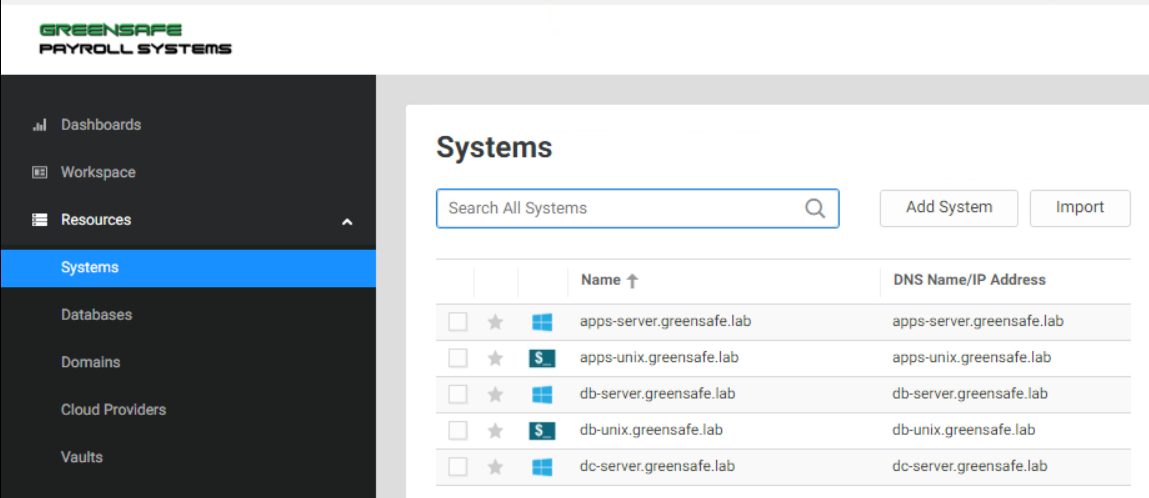 GREENSAFE
PAYROLL SYSTEMS
Dashboards
Workspace
Resources
Systems
Databases
Domains
Cloud Providers
Vaults
Systems
Search All Systems
Add System
Import
Name DNS Name/IP Address
apps-server.greensafe.lab apps-server.greensafe.lab
$_ apps-unix.greensafe.lab apps-unix.greensafe.lab
db-server.greensafe.lab db-server.greensafe.lab
$_ db-unix.greensafe.lab db-unix.greensafe.lab
dc-server.greensafe.lab dc-server.greensafe.lab